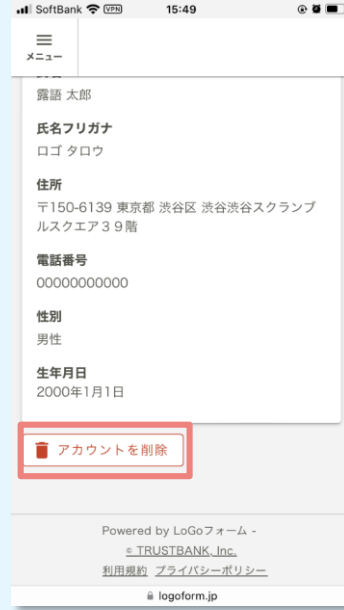 SoftBank VPN 15:49
メニュー
露語 太郎
氏名フリガナ
ロゴ タロウ
住所
〒150-6139 東京都 渋谷区 渋谷渋谷スクランブ
ルスクエア３９階
電話番号
00000000000
性別
男性
生年月日
2000年1月1日
アカウントを削除
Powered by LoGoフォーム -
© TRUSTBANK, Inc.
利用規約 プライバシーポリシー
logoform.jp